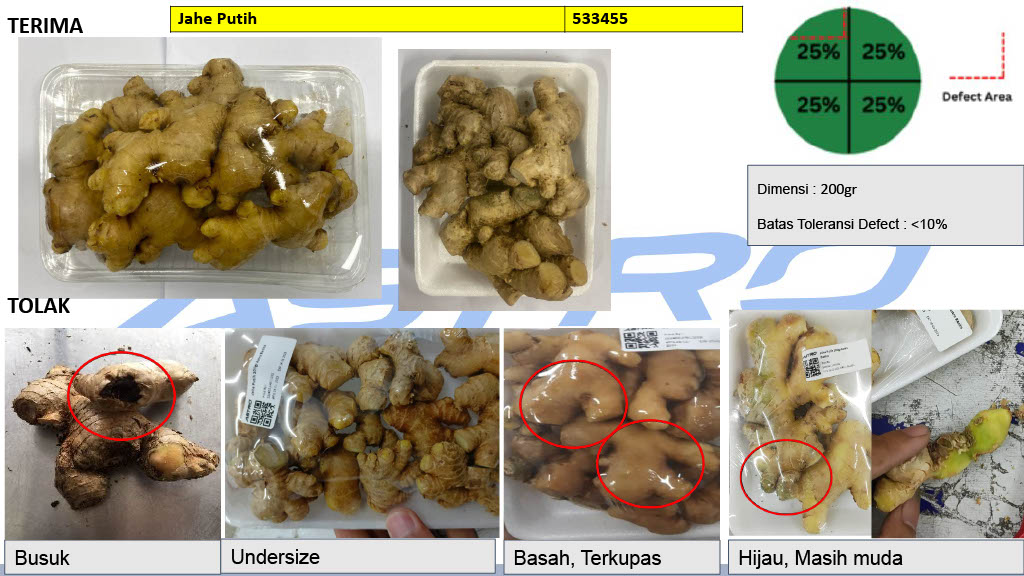 TERIMA
Jahe Putih
533455
25%
25%
25%
25%
Defect Area
Dimensi : 200gr
Batas Toleransi Defect : <10%
ASTRO
TOLAK
Busuk
Undersize
Basah, Terkupas
Hijau, Masih muda